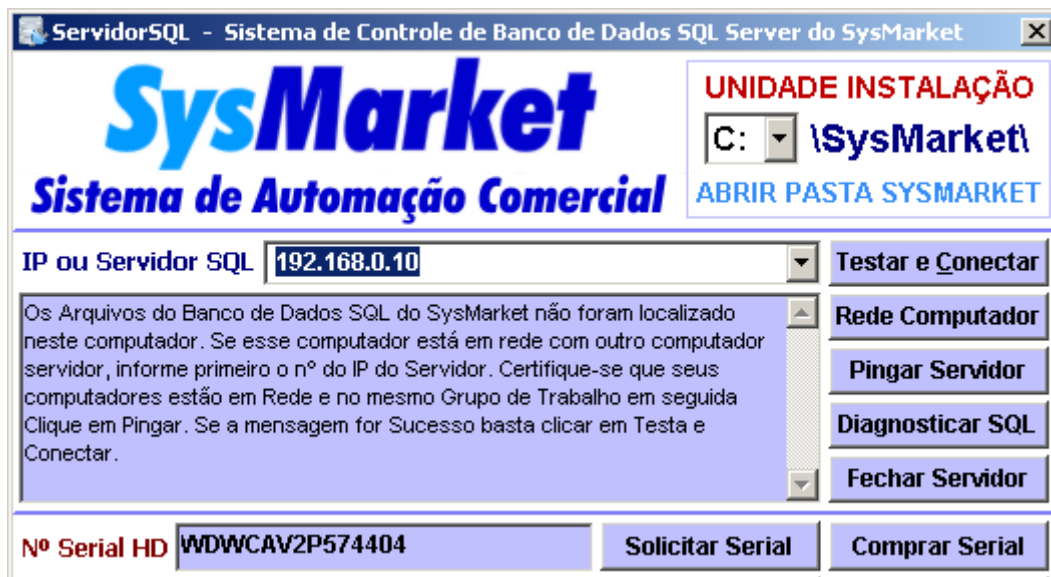 ServidorSQL - Sistema de Controle de Banco de Dados SQL Server do SysMarket
SysMarket
Sistema de Automação Comercial
UNIDADE INSTALAÇÃO
C: \SysMarket\
ABRIR PASTA SYSMARKET
IP ou Servidor SQL 192.168.0.10 Testar e Conectar
Os Arquivos do Banco de Dados SQL do SysMarket não foram localizado
neste computador. Se esse computador está em rede com outro computador
servidor, informe primeiro o nº do IP do Servidor. Certifique-se que seus
computadores estão em Rede e no mesmo Grupo de Trabalho em seguida
Clique em Pingar. Se a mensagem for Sucesso basta clicar em Testa e
Conectar.
Rede Computador
Pingar Servidor
Diagnosticar SQL
Fechar Servidor
Nº Serial HD WDWCAV2P574404 Solicitar Serial Comprar Serial